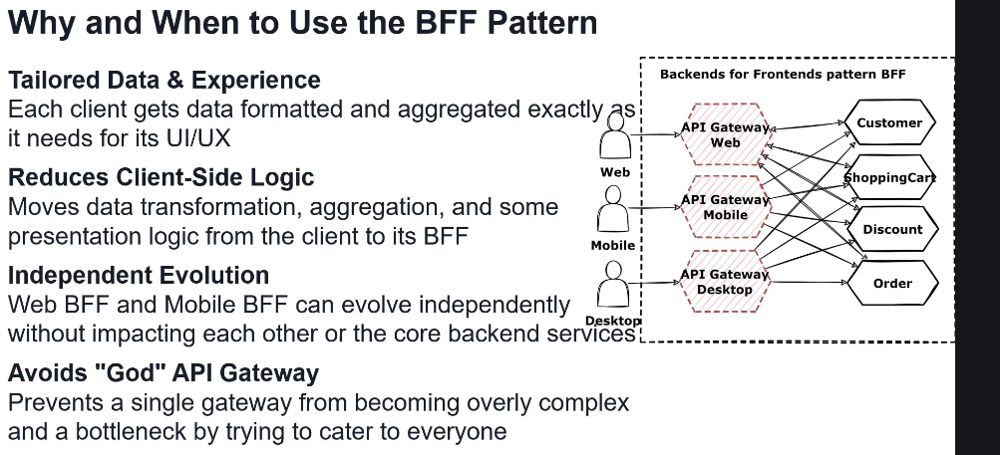 Why and When to Use the BFF Pattern
Tailored Data & Experience
Each client gets data formatted and aggregated exactly as
it needs for its UI/UX
Reduces Client-Side Logic
Moves data transformation, aggregation, and some
presentation logic from the client to its BFF
Independent Evolution
Web BFF and Mobile BFF can evolve independently
without impacting each other or the core backend services
Avoids "God" API Gateway
Prevents a single gateway from becoming overly complex
and a bottleneck by trying to cater to everyone
Backends for Frontends pattern BFF
Web
Mobile
Desktop
API Gateway
Web
API Gateway
Mobile
API Gateway
Desktop
Customer
ShoppingCart
Discount
Order